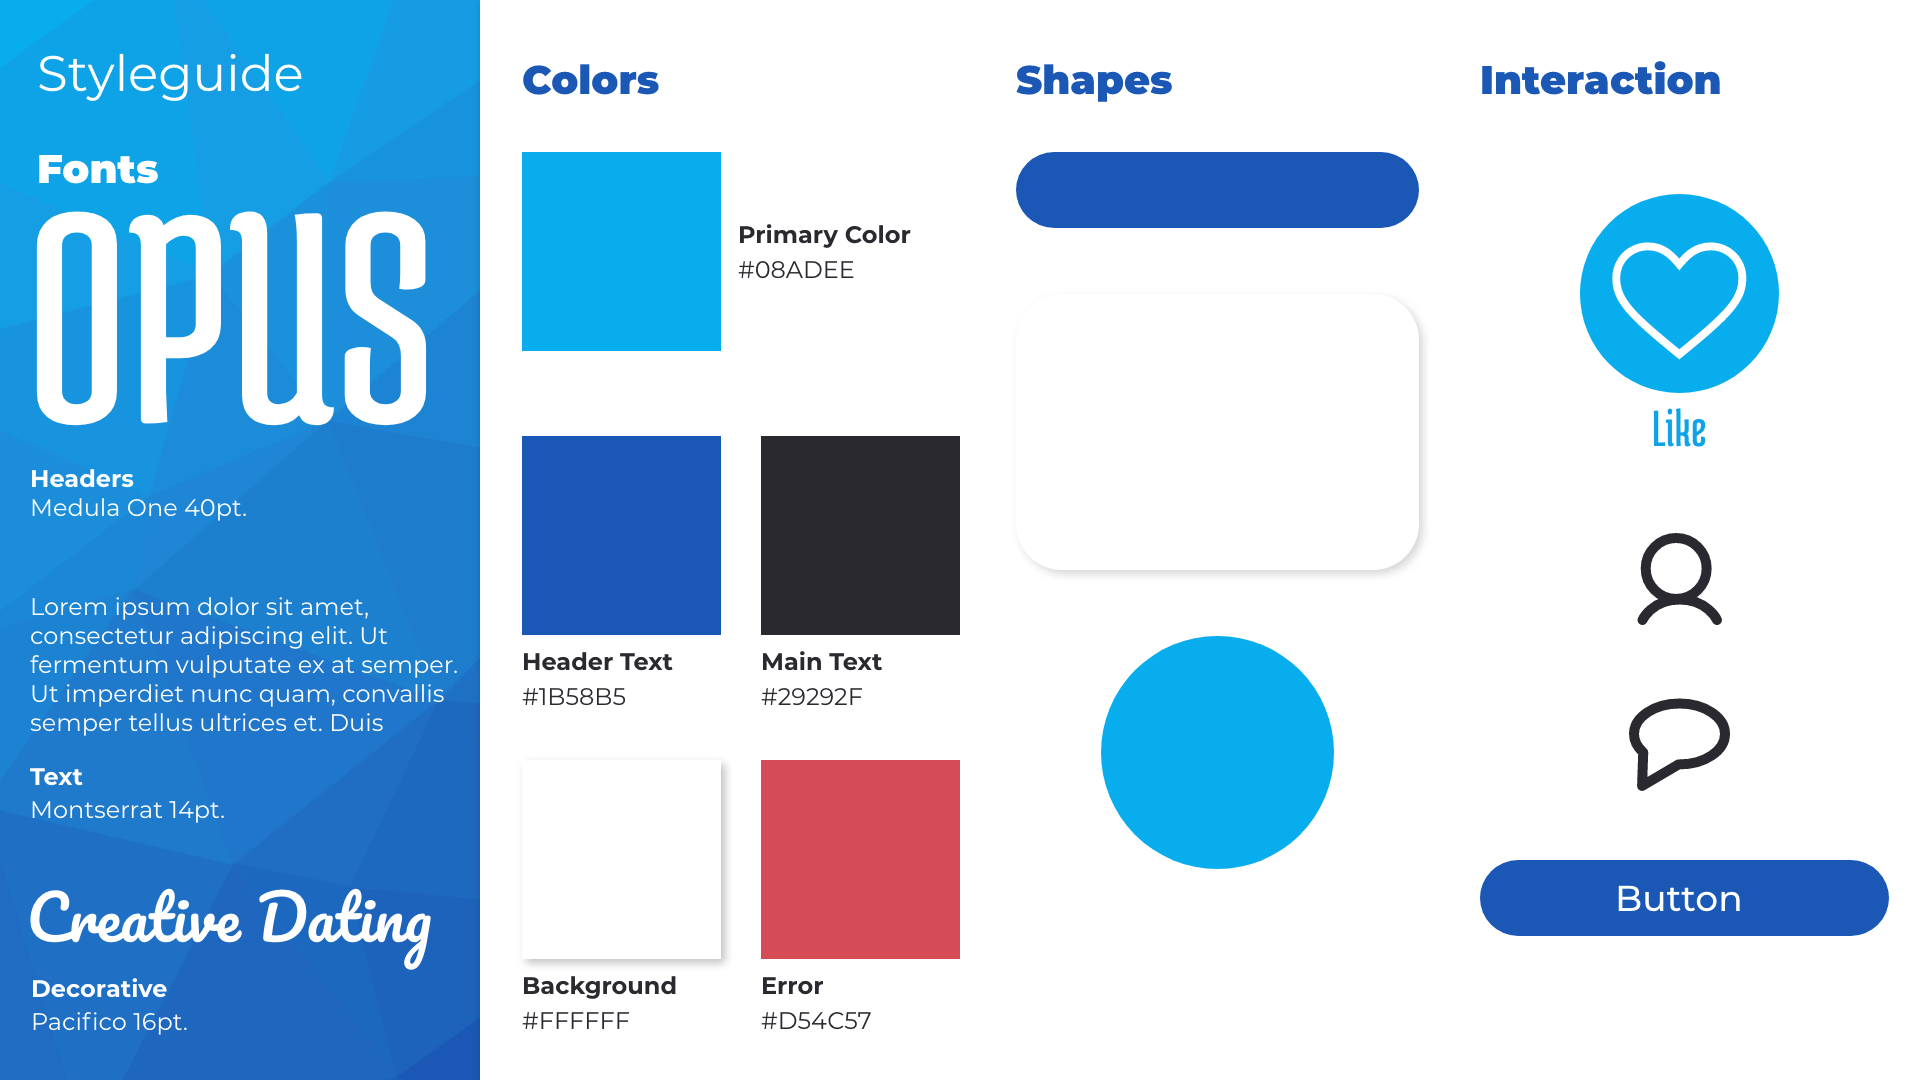 Styleguide
Fonts
OPUS
Headers
Medula One 40pt.
Lorem ipsum dolor sit amet,
consectetur adipiscing elit. Ut
fermentum vulputate ex at semper.
Ut imperdiet nunc quam, convallis
semper tellus ultrices et. Duis
Text
Montserrat 14pt.
Creative Dating
Decorative
Pacifico 16pt.
Colors
Primary Color
#08ADEE
Header Text
#1B58B5
Main Text
#29292F
Background
#FFFFFF
Error
#D54C57
Shapes
Interaction
Like
Button